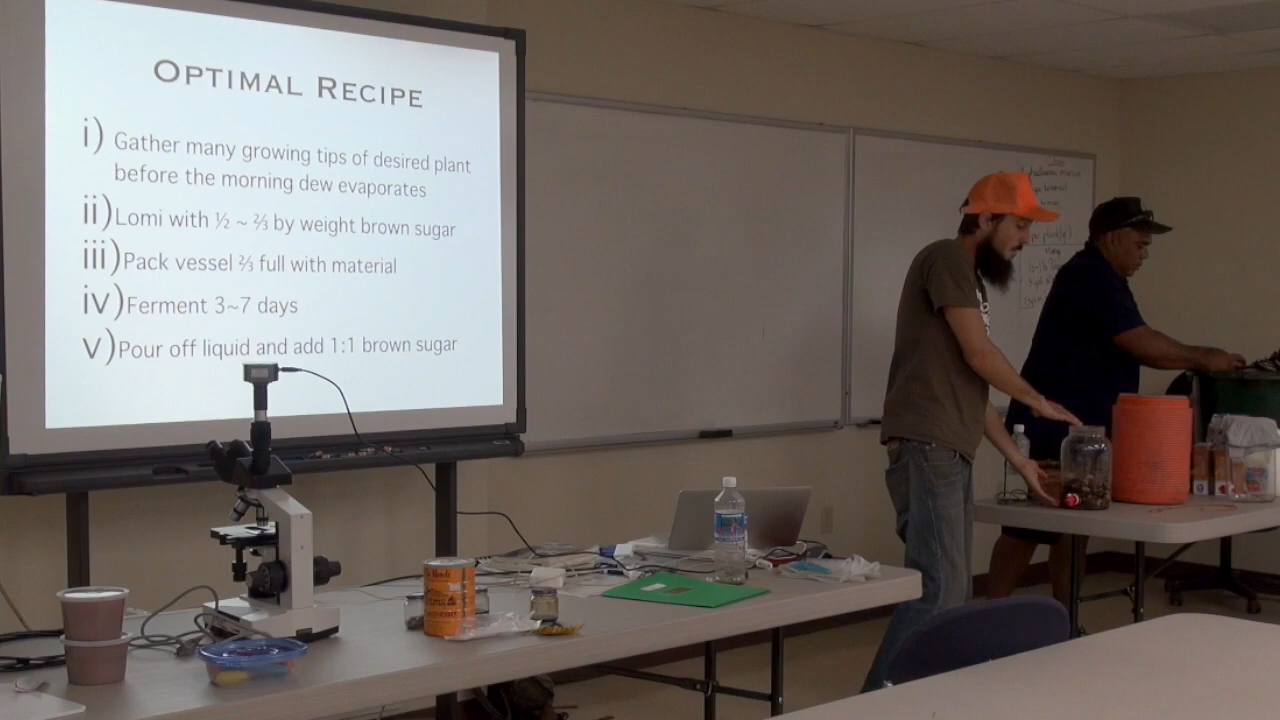 OPTIMAL RECIPE
i) Gather many growing tips of desired plant
before the morning dew evaporates
ii) Lomi with ½ ~ ⅔ by weight brown sugar
iii) Pack vessel ⅔ full with material
iv) Ferment 3~7 days
v) Pour off liquid and add 1:1 brown sugar